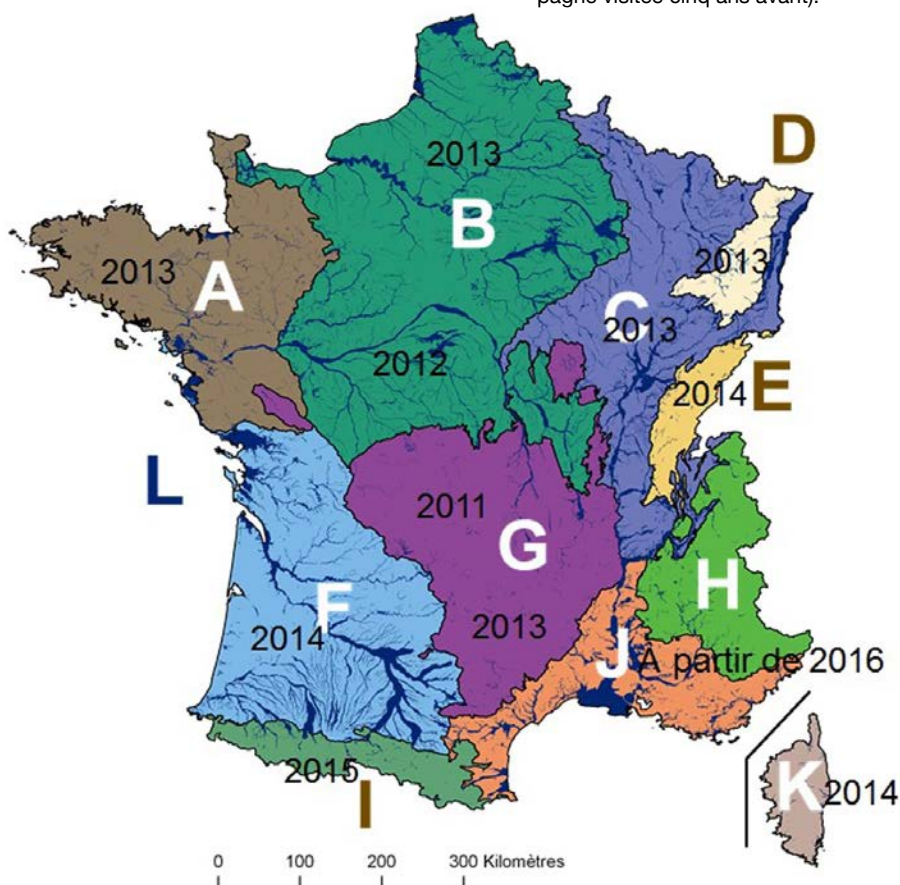 pagne visités cinq ans avant).
D
2013
B
2013
2013
A
C
2013
2012
2014 E
L
2011
G
H
F
2014
2013
J À partir de 2016
2015
K 2014
I
0 100 200 300 Kilomètres